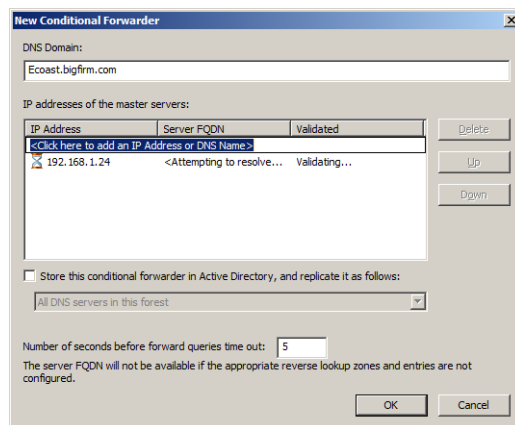 New Conditional Forwarder
DNS Domain:
Ecoast.bigfirm.com
IP addresses of the master servers:
IP Address Server FQDN Validated
<Click here to add an IP Address or DNS Name>
192.168.1.24 <Attempting to resolve... Validating...
Delete
Up
Down
Store this conditional forwarder in Active Directory, and replicate it as follows:
All DNS servers in this forest
Number of seconds before forward queries time out: 5
The server FQDN will not be available if the appropriate reverse lookup zones and entries are not
configured.
OK Cancel